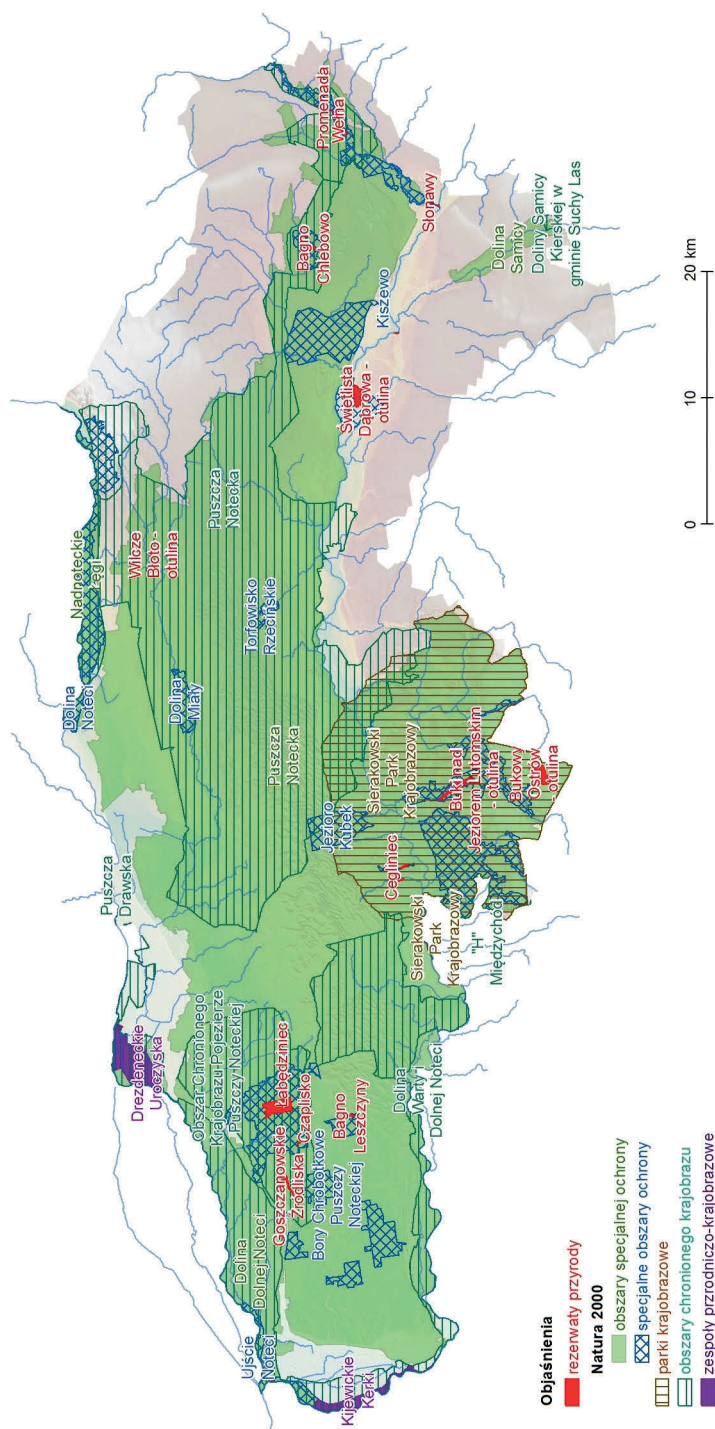 Ujście
Noteci
Kijewickie
Kerki
Dolina
Dolnej Noteci
Goszczanowskie
Źródliska
Bory Chrobotkowe
Puszczy
Noteckiej
Obszar Chronionego
Krajobrazu-Pojezierze
Puszczy Noteckiej
Łabędziniec
Czaplisko
Bagno
Leszczyny
Drezdeneckie
Uroczyska
Dolina
Warty i
Dolnej Noteci
Puszcza
Drawska
Sierakowski
Park
Krajobrazowy
"H"
Międzychód
Cegliniec
Jezioro
Kubek
Sierakowski
Park
Krajobrazowy
Buki nad
Jeziorem Lutomskim
- otulina
Bukowy
Ostrów
- otulina
Puszcza
Notecka
Dolina
Noteci
Dolina
Miały
Nadnoteckie
Łęgi
Torfowisko
Rzecińskie
Wilcze
Błoto -
otulina
Puszcza
Notecka
Świetlista
Dąbrowa -
otulina
Kiszewo
Bagno
Chlebowo
Słonawy
Promenada
Wełna
Dolina
Samicy
Doliny Samicy
Kierskiej w
gminie Suchy Las
0 10 20 km
Objaśnienia
rezerwaty przyrody
Natura 2000
obszary specjalnej ochrony
specjalne obszary ochrony
parki krajobrazowe
obszary chronionego krajobrazu
zespoły przrodniczo-krajobrazowe